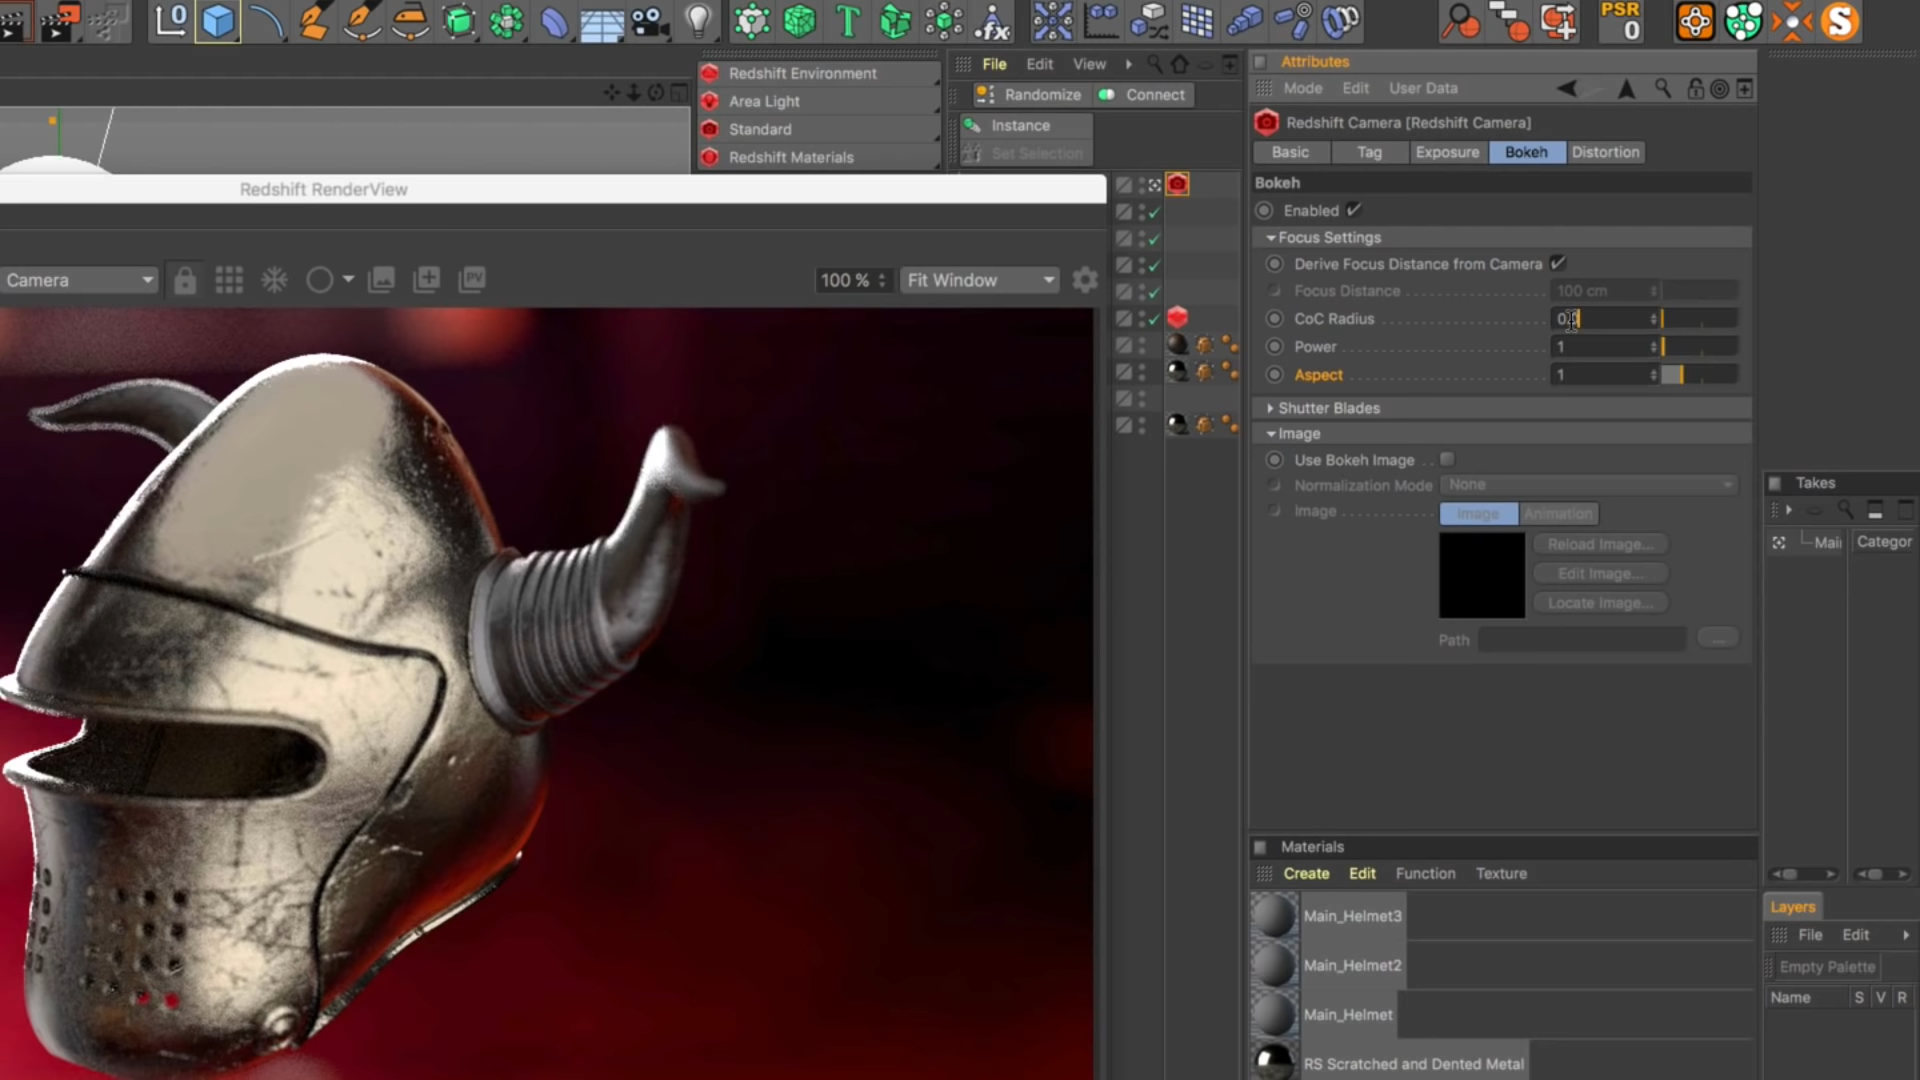 PSR
0
Redshift Environment
Area Light
Standard
Redshift Materials
File Edit View
Randomize Connect
Instance
Set Selection
Attributes
Mode Edit User Data
Redshift Camera [Redshift Camera]
Basic Tag Exposure Bokeh Distortion
Bokeh
Enabled
Focus Settings
Derive Focus Distance from Camera
Focus Distance 100 cm
CoC Radius
Power 1
Aspect 1
Shutter Blades
Image
Use Bokeh Image
Normalization Mode None
Image Image Animation
Reload Image...
Edit Image...
Locate Image...
Path ...
Redshift RenderView
Camera PV 100 % Fit Window
Takes
Main Categor
Materials
Create Edit Function Texture
Main_Helmet3
Main_Helmet2
Main_Helmet
RS Scratched and Dented Metal
Layers
File Edit
Empty Palette
Name S V R